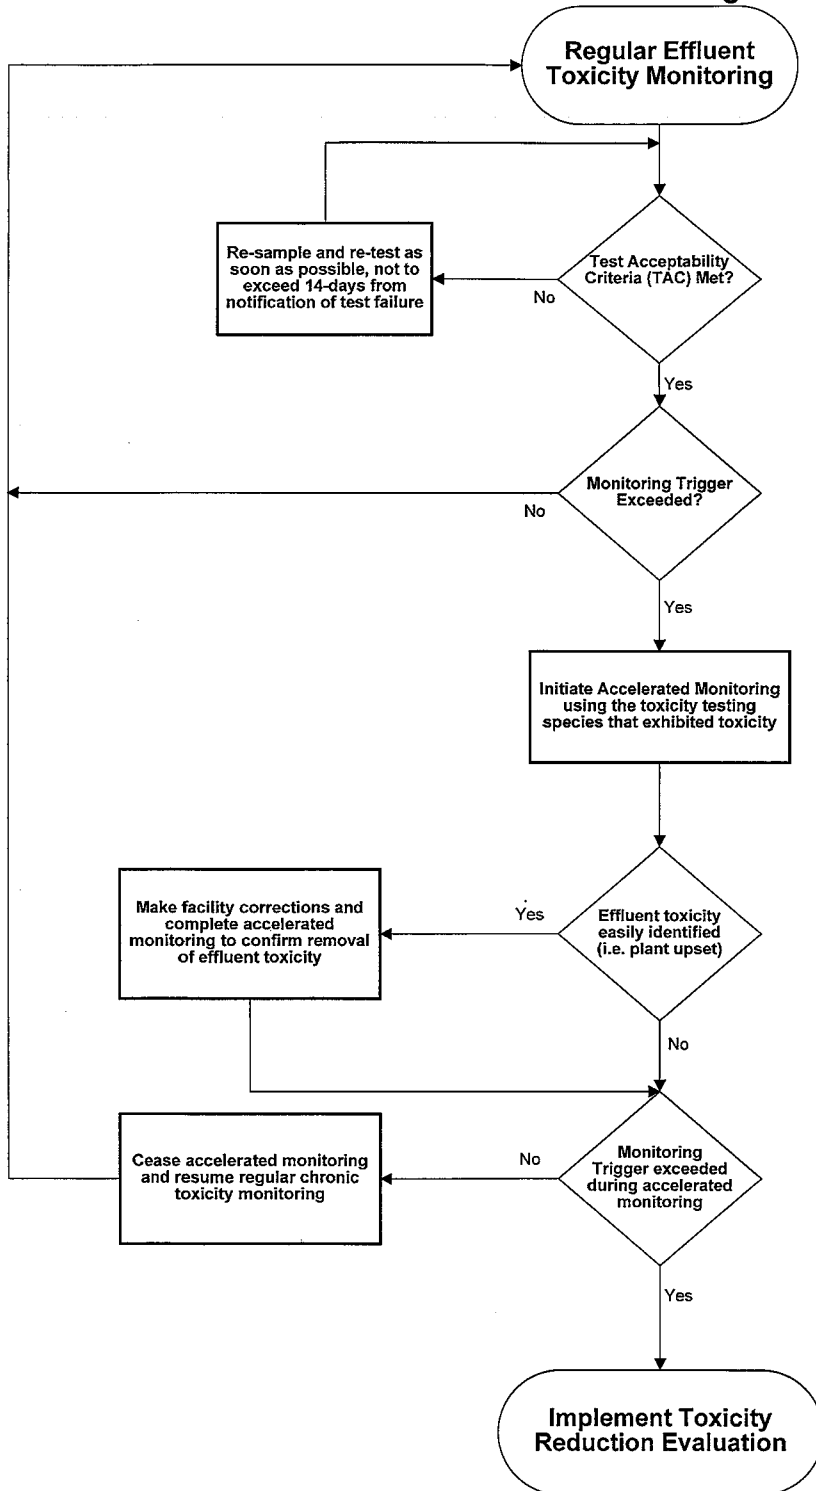 Regular Effluent
Toxicity Monitoring
Re-sample and re-test as
soon as possible, not to
exceed 14-days from
notification of test failure
Test Acceptability
Criteria (TAC) Met?
No
Yes
Monitoring Trigger
Exceeded?
No
Yes
Initiate Accelerated Monitoring
using the toxicity testing
species that exhibited toxicity
Make facility corrections and
complete accelerated
monitoring to confirm removal
of effluent toxicity
Yes
Effluent toxicity
easily identified
(i.e. plant upset)
No
Cease accelerated monitoring
and resume regular chronic
toxicity monitoring
No
Monitoring
Trigger exceeded
during accelerated
monitoring
Yes
Implement Toxicity
Reduction Evaluation